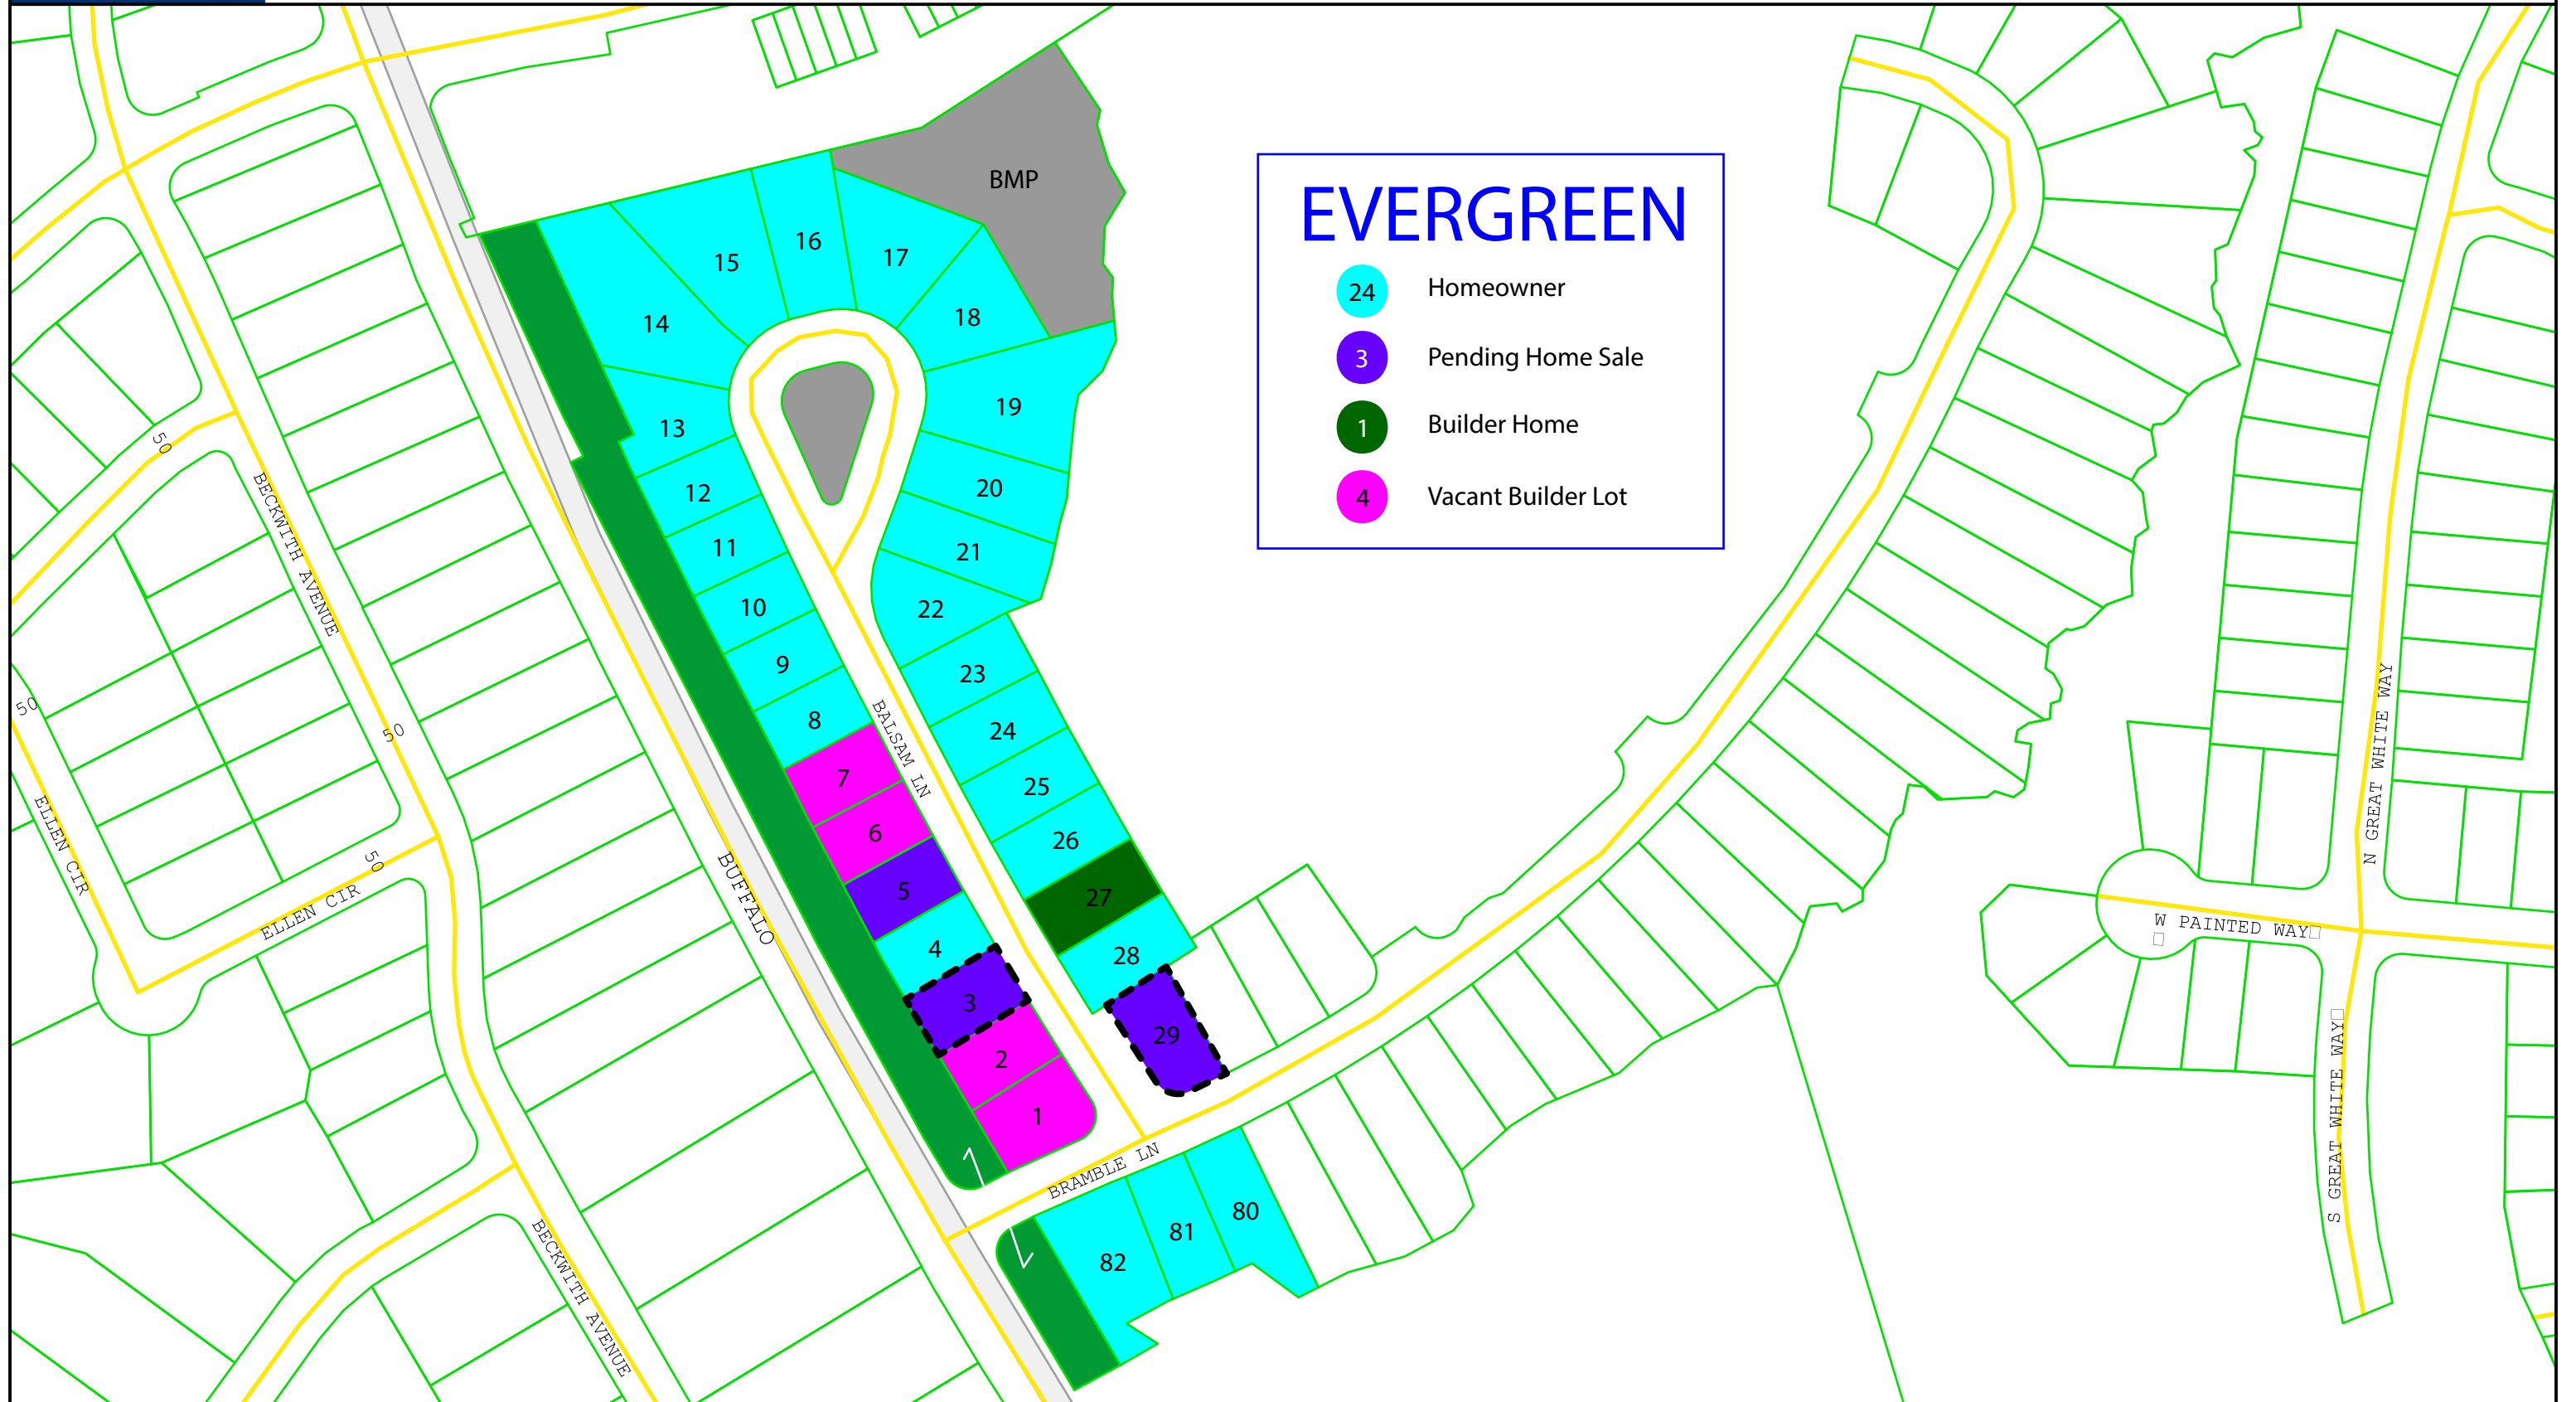 EVERGREEN
24 Homeowner
3 Pending Home Sale
1 Builder Home
4 Vacant Builder Lot
BMP
16
17
15
18
14
19
13
20
12
11
21
10
22
9
23
8
24
7
25
6
26
5
27
4
28
3
29
2
1
80
81
82
BALSAM LN
BRAMBLE LN
BUFFALO
BECKWITH AVENUE
BECKWITH AVENUE
ELLEN CIR
ELLEN CIR
50
50
50
50
N GREAT WHITE WAY
W PAINTED WAY
S GREAT WHITE WAY